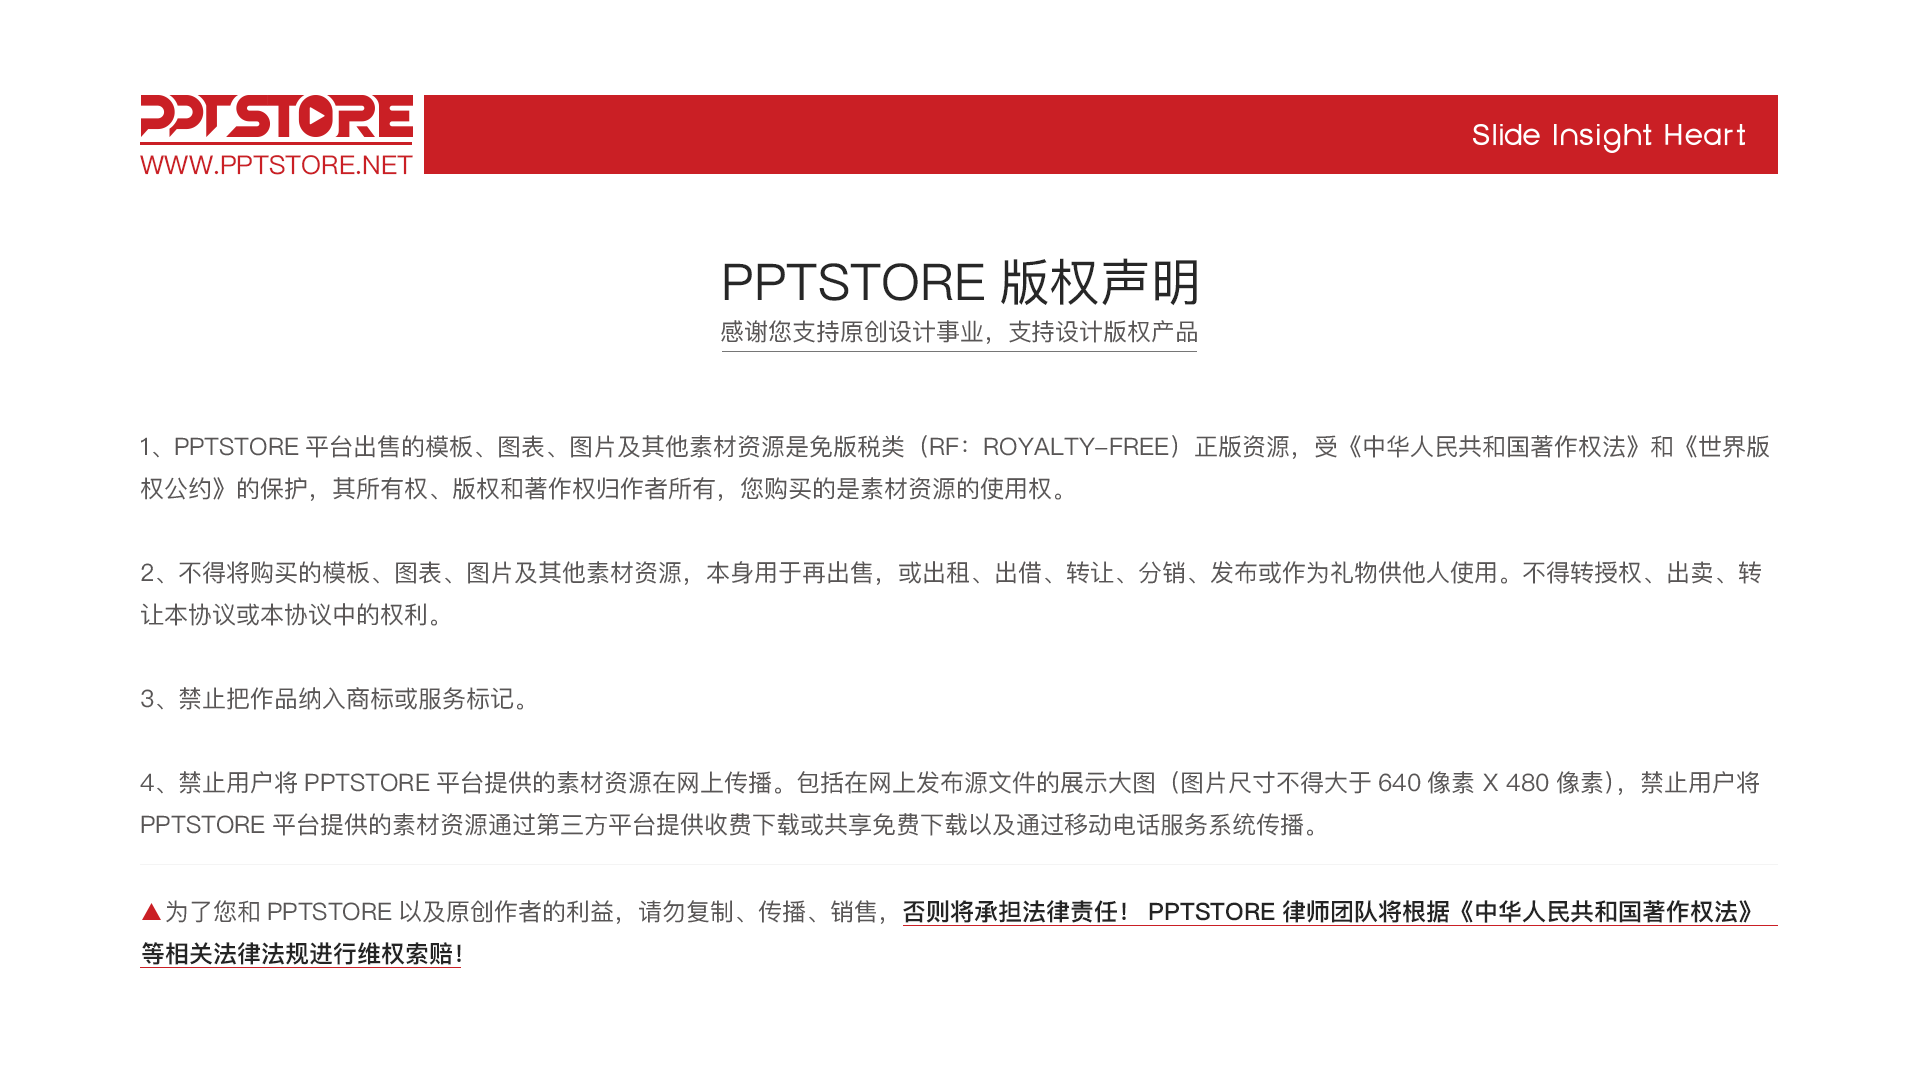 PPTSTORE
WWW.PPTSTORE.NET
Slide Insight Heart
PPTSTORE 版权声明
感谢您支持原创设计事业，支持设计版权产品
1、PPTSTORE 平台出售的模板、图表、图片及其他素材资源是免版税类（RF：ROYALTY-FREE）正版资源，受《中华人民共和国著作权法》和《世界版
权公约》的保护，其所有权、版权和著作权归作者所有，您购买的是素材资源的使用权。
2、不得将购买的模板、图表、图片及其他素材资源，本身用于再出售，或出租、出借、转让、分销、发布或作为礼物供他人使用。不得转授权、出卖、转
让本协议或本协议中的权利。
3、禁止把作品纳入商标或服务标记。
4、禁止用户将 PPTSTORE 平台提供的素材资源在网上传播。包括在网上发布源文件的展示大图（图片尺寸不得大于 640 像素 X 480 像素），禁止用户将
PPTSTORE 平台提供的素材资源通过第三方平台提供收费下载或共享免费下载以及通过移动电话服务系统传播。
▲为了您和 PPTSTORE 以及原创作者的利益，请勿复制、传播、销售，否则将承担法律责任！ PPTSTORE 律师团队将根据《中华人民共和国著作权法》
等相关法律法规进行维权索赔！